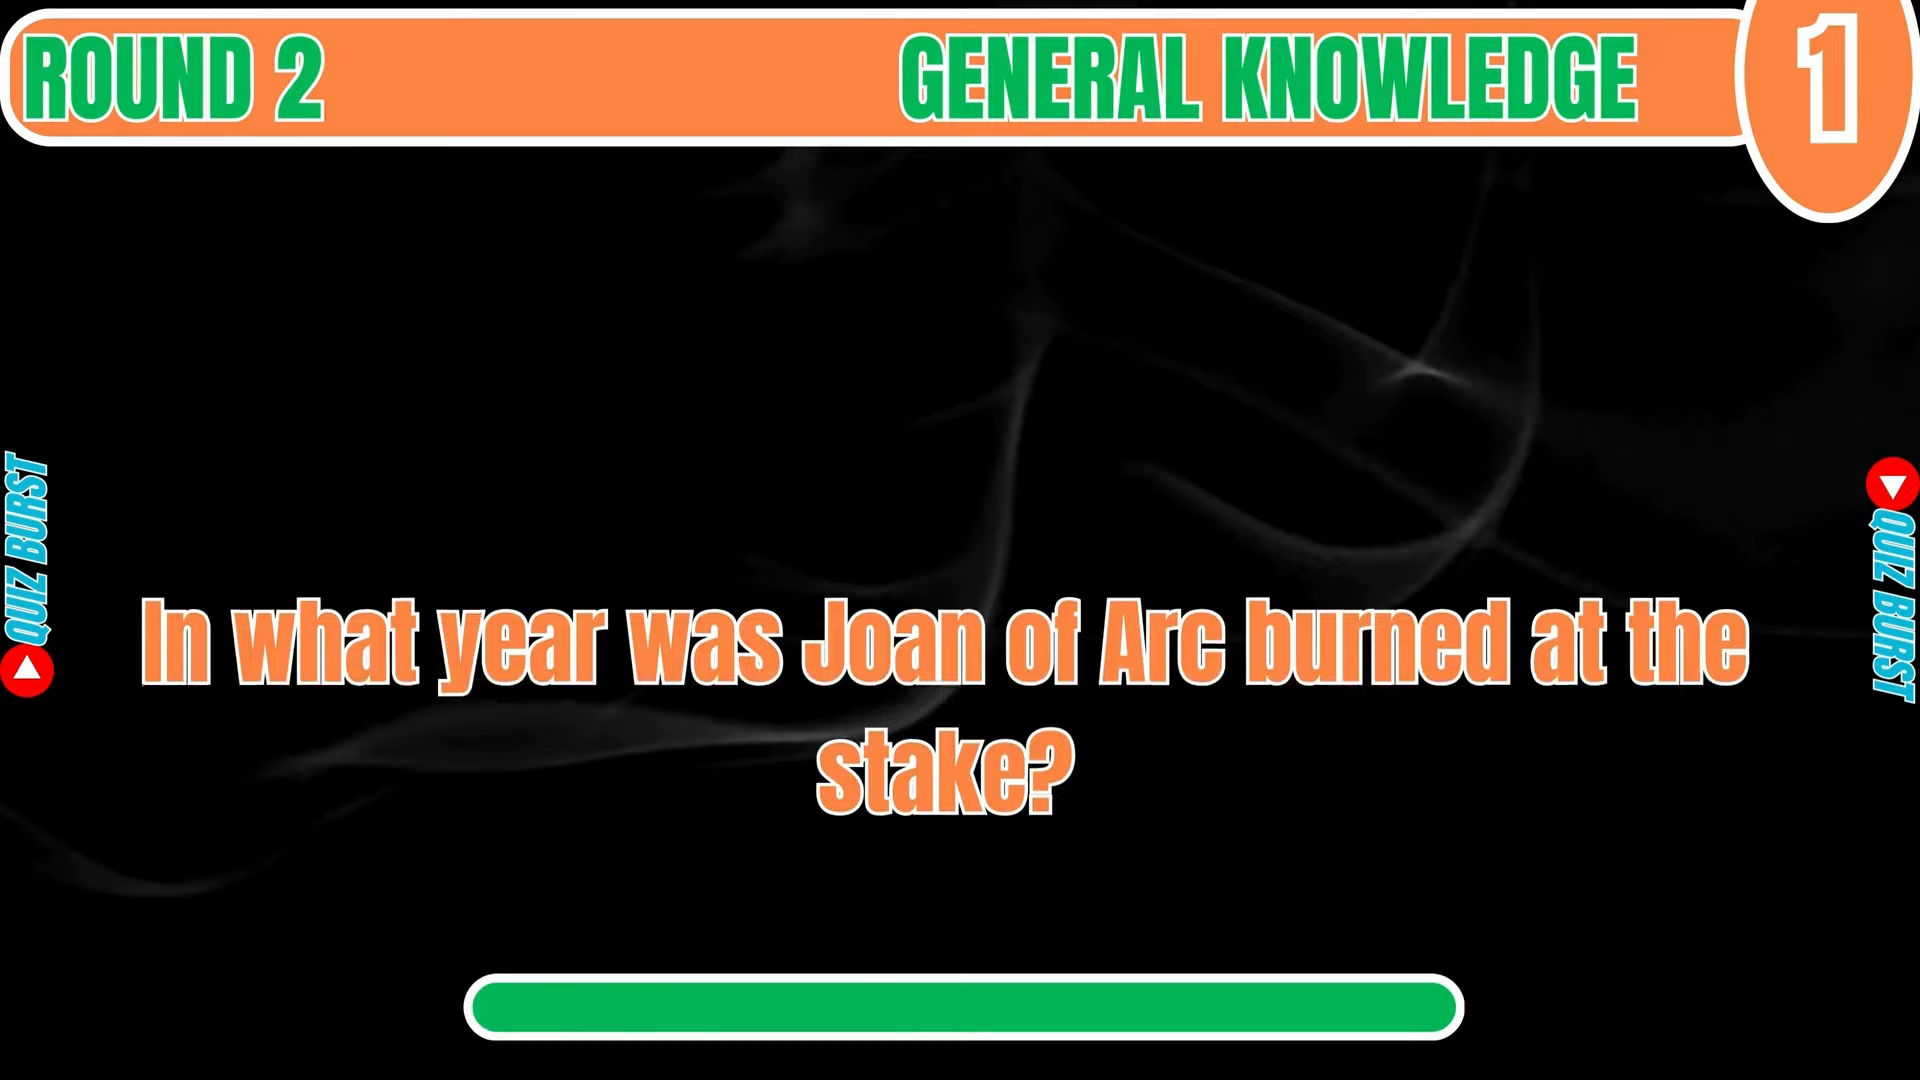 ROUND 2
GENERAL KNOWLEDGE
1
QUIZ BURST
QUIZ BURST
In what year was Joan of Arc burned at the
stake?